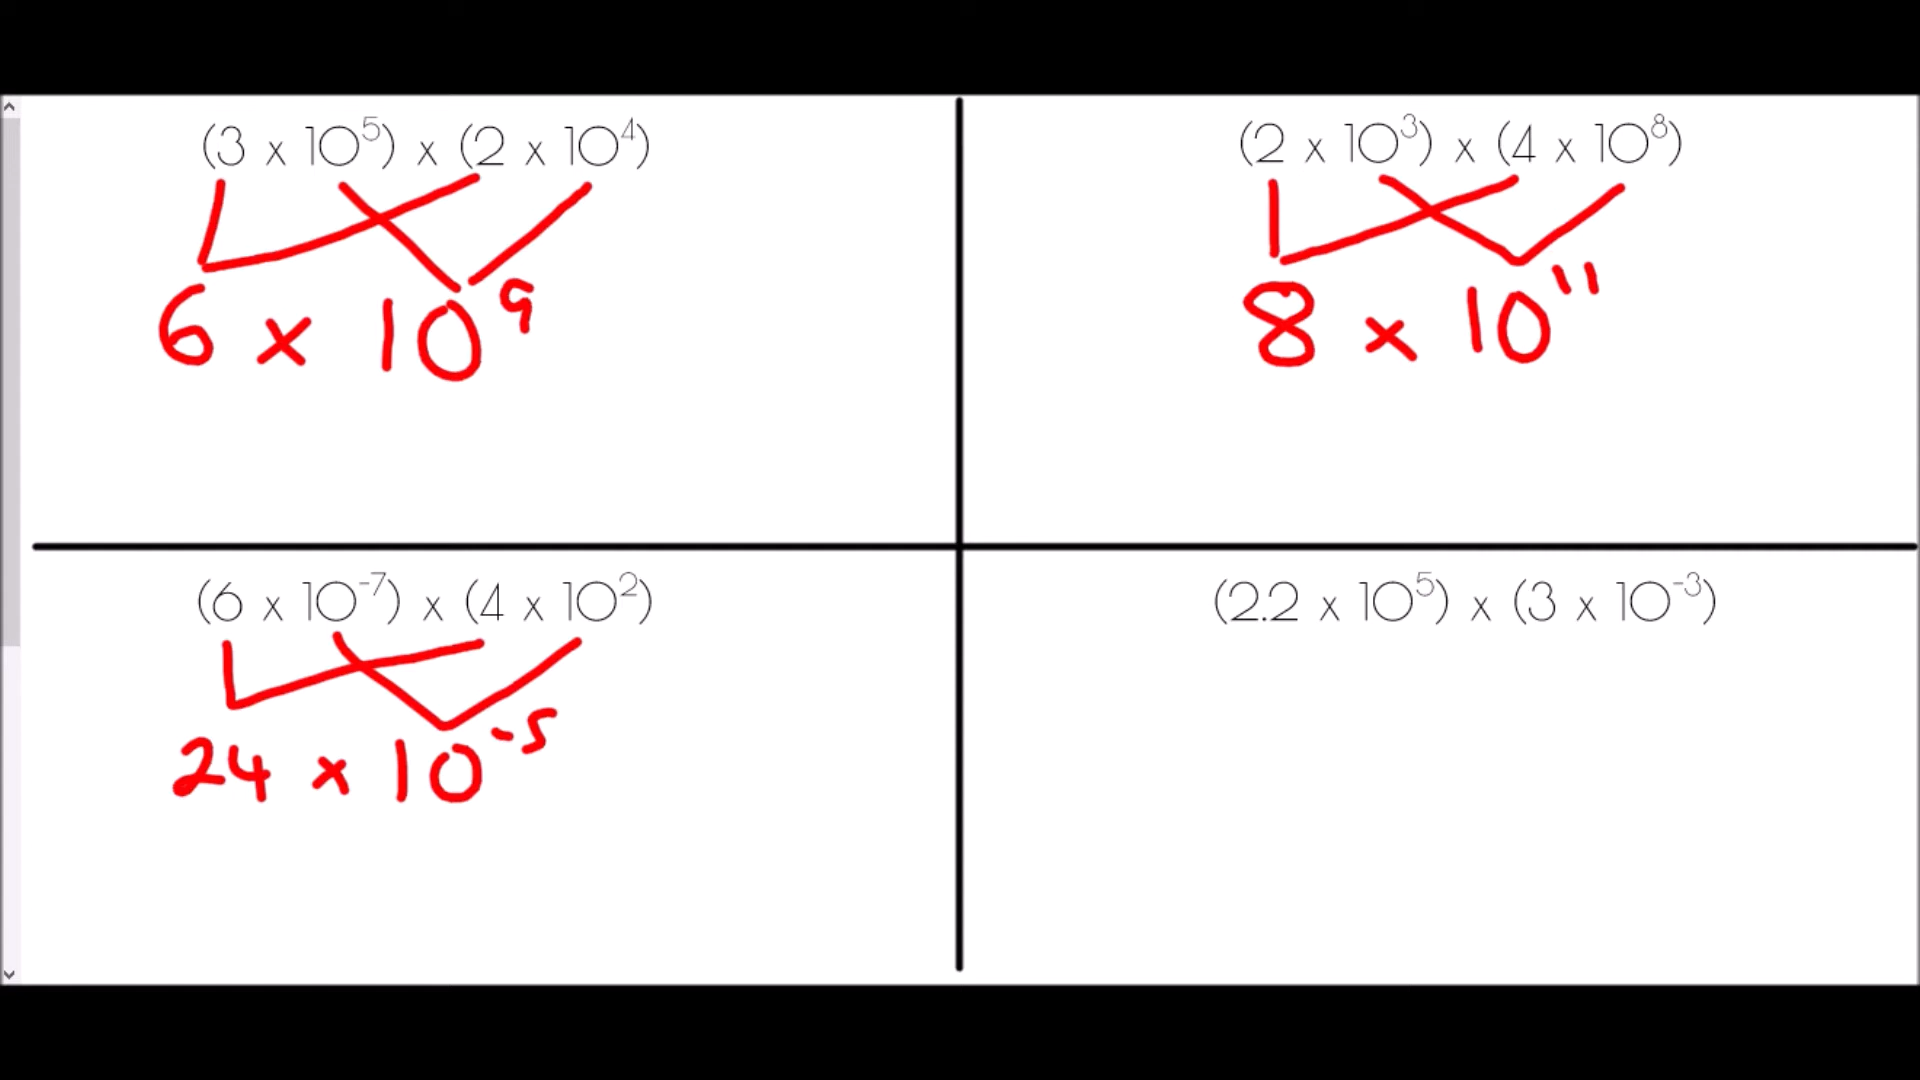 (3 x 10⁵) x (2 x 10⁴)
6 x 10⁹
(2 x 10³) x (4 x 10⁸)
8 x 10¹¹
(6 x 10⁻⁷) x (4 x 10²)
24 x 10⁻⁵
(2.2 x 10⁵) x (3 x 10⁻³)